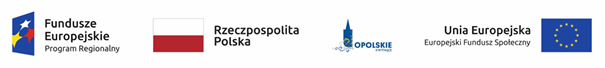 Fundusze
Europejskie
Program Regionalny
Rzeczpospolita
Polska
OPOLSKIE
Unia Europejska
Europejski Fundusz Społeczny